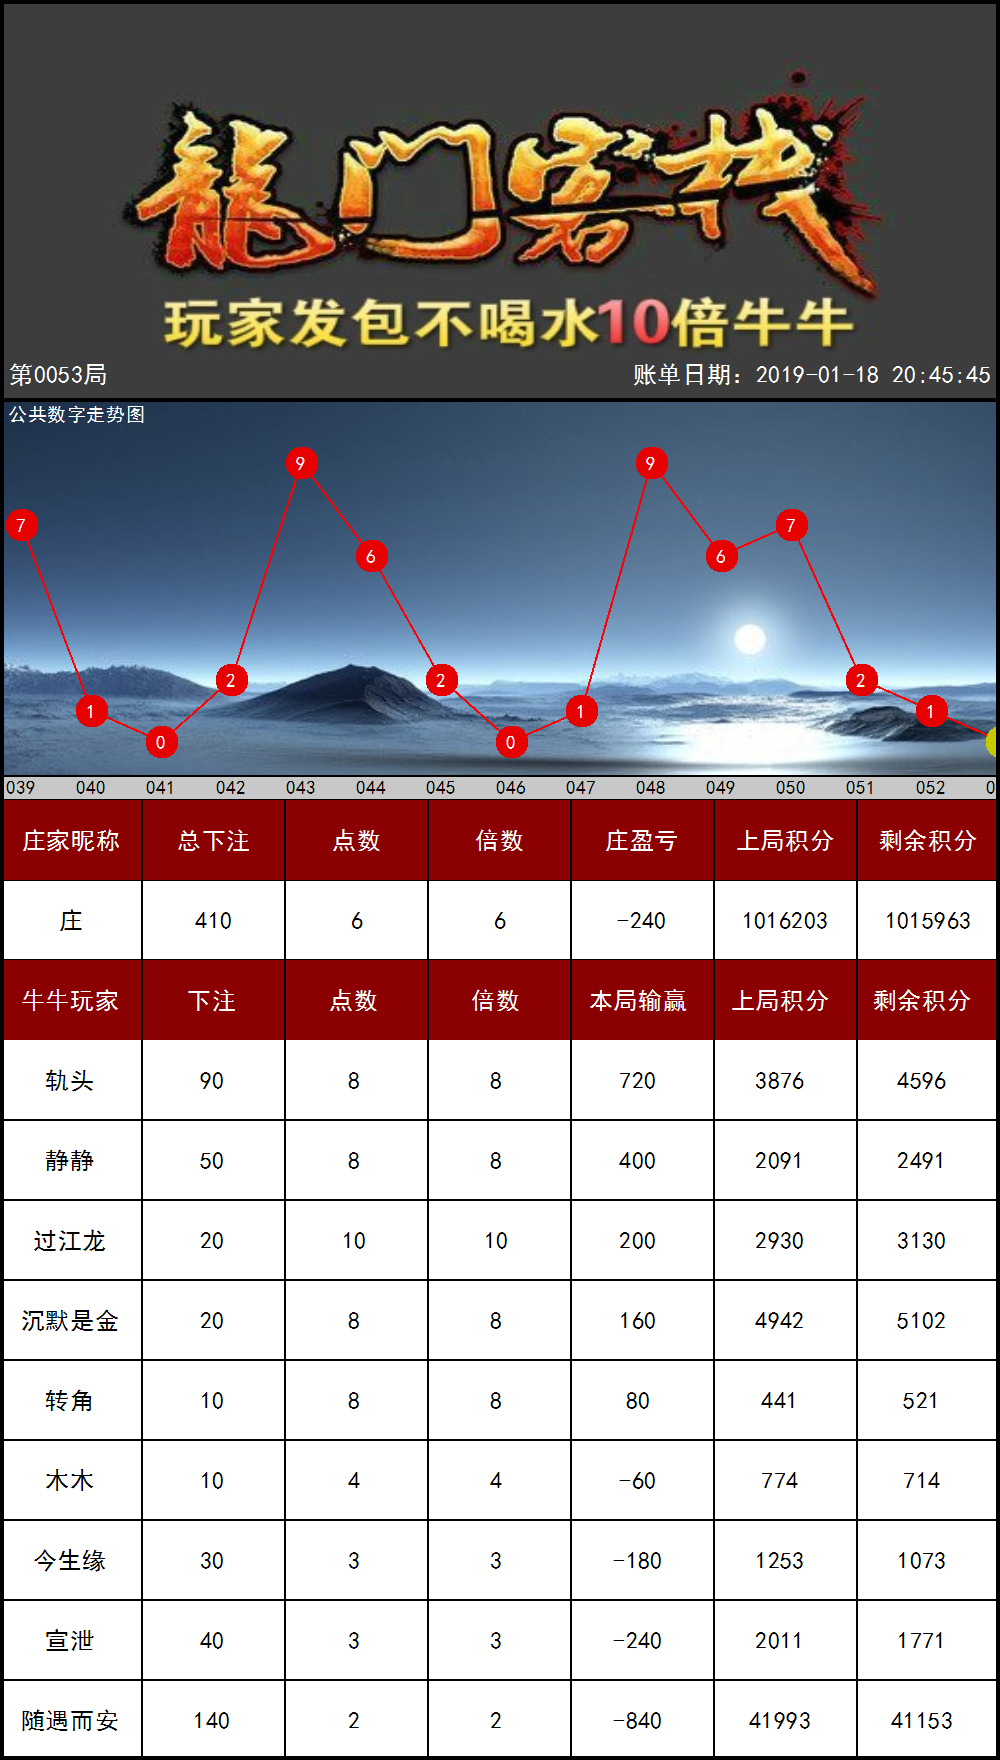 龍门客栈
玩家发包不喝水10倍牛牛
第0053局 账单日期：2019-01-18 20:45:45
公共数字走势图
9 9
7 7
6 6
2 2 2
1 1 1
0 0
039 040 041 042 043 044 045 046 047 048 049 050 051 052 0
庄家昵称 总下注 点数 倍数 庄盈亏 上局积分 剩余积分
庄 410 6 6 -240 1016203 1015963
牛牛玩家 下注 点数 倍数 本局输赢 上局积分 剩余积分
轨头 90 8 8 720 3876 4596
静静 50 8 8 400 2091 2491
过江龙 20 10 10 200 2930 3130
沉默是金 20 8 8 160 4942 5102
转角 10 8 8 80 441 521
木木 10 4 4 -60 774 714
今生缘 30 3 3 -180 1253 1073
宣泄 40 3 3 -240 2011 1771
随遇而安 140 2 2 -840 41993 41153